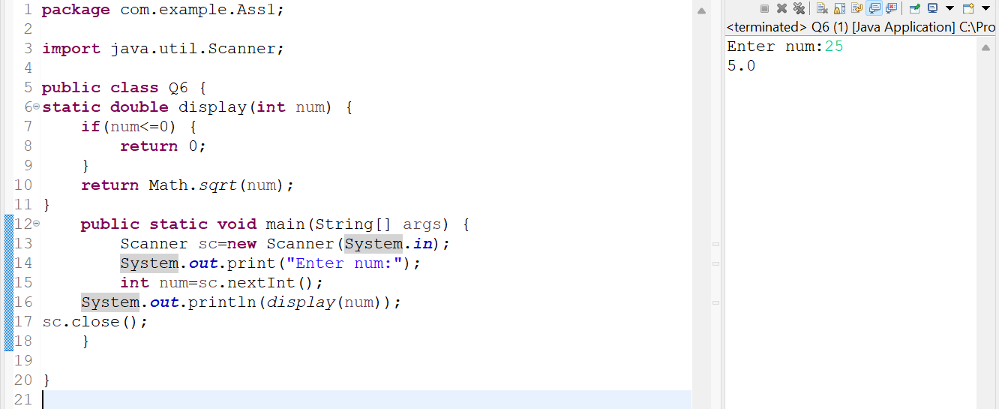 1 package com.example.Ass1;
2
3 import java.util.Scanner;
4
5 public class Q6 {
6 static double display(int num) {
7     if(num<=0) {
8         return 0;
9     }
10     return Math.sqrt(num);
11 }
12     public static void main(String[] args) {
13         Scanner sc=new Scanner(System.in);
14         System.out.print("Enter num:");
15         int num=sc.nextInt();
16     System.out.println(display(num));
17 sc.close();
18     }
19
20 }
21
<terminated> Q6 (1) [Java Application] C:\Pro
Enter num:25
5.0